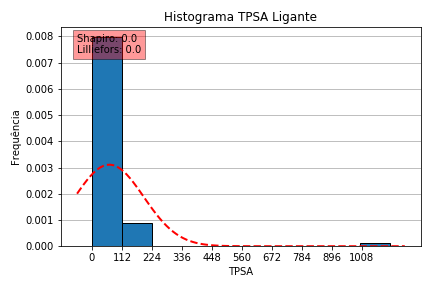 Histograma TPSA Ligante
Shapiro: 0.0
Lilliefors: 0.0
Frequência
0.008
0.007
0.006
0.005
0.004
0.003
0.002
0.001
0.000
0 112 224 336 448 560 672 784 896 1008
TPSA